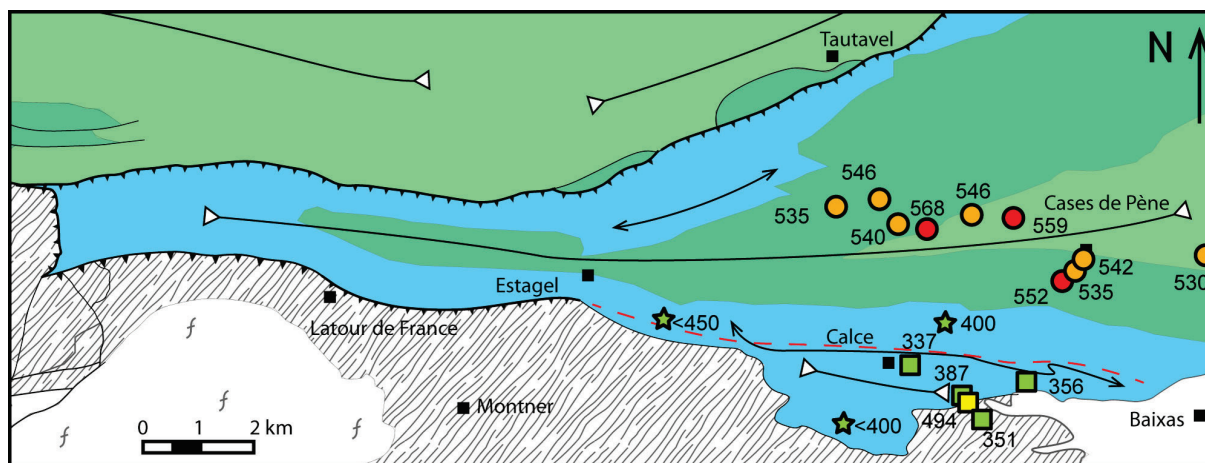 Tautavel
N
546
546
Cases de Pène
535
568
540
559
542
Estagel
535
530
552
<450
400
Latour de France
Calce
337
f
387
356
Montner
494
Baixas
f
f
<400
351
0 1 2 km